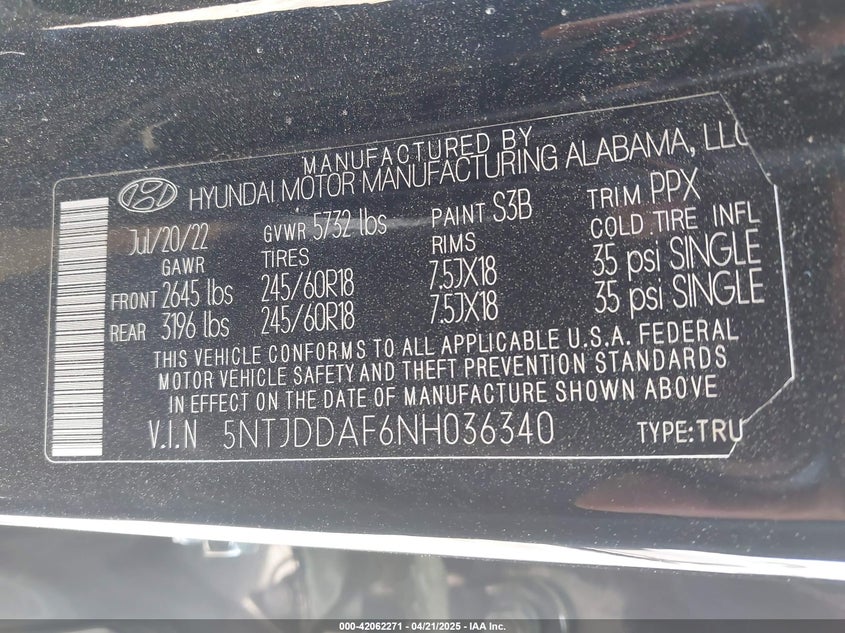 MANUFACTURED BY
HYUNDAI MOTOR MANUFACTURING ALABAMA, LLC
Jul/20/22 GVWR 5732 lbs PAINT S3B TRIM PPX
GAWR TIRES RIMS COLD TIRE INFL
FRONT 2645 lbs 245/60R18 7.5JX18 35 psi SINGLE
REAR 3196 lbs 245/60R18 7.5JX18 35 psi SINGLE
THIS VEHICLE CONFORMS TO ALL APPLICABLE U.S.A. FEDERAL
MOTOR VEHICLE SAFETY AND THEFT PREVENTION STANDARDS
IN EFFECT ON THE DATE OF MANUFACTURE SHOWN ABOVE
V.I.N 5NTJDDAF6NH036340 TYPE:TRU
000-42062271 - 04/21/2025 - IAA Inc.